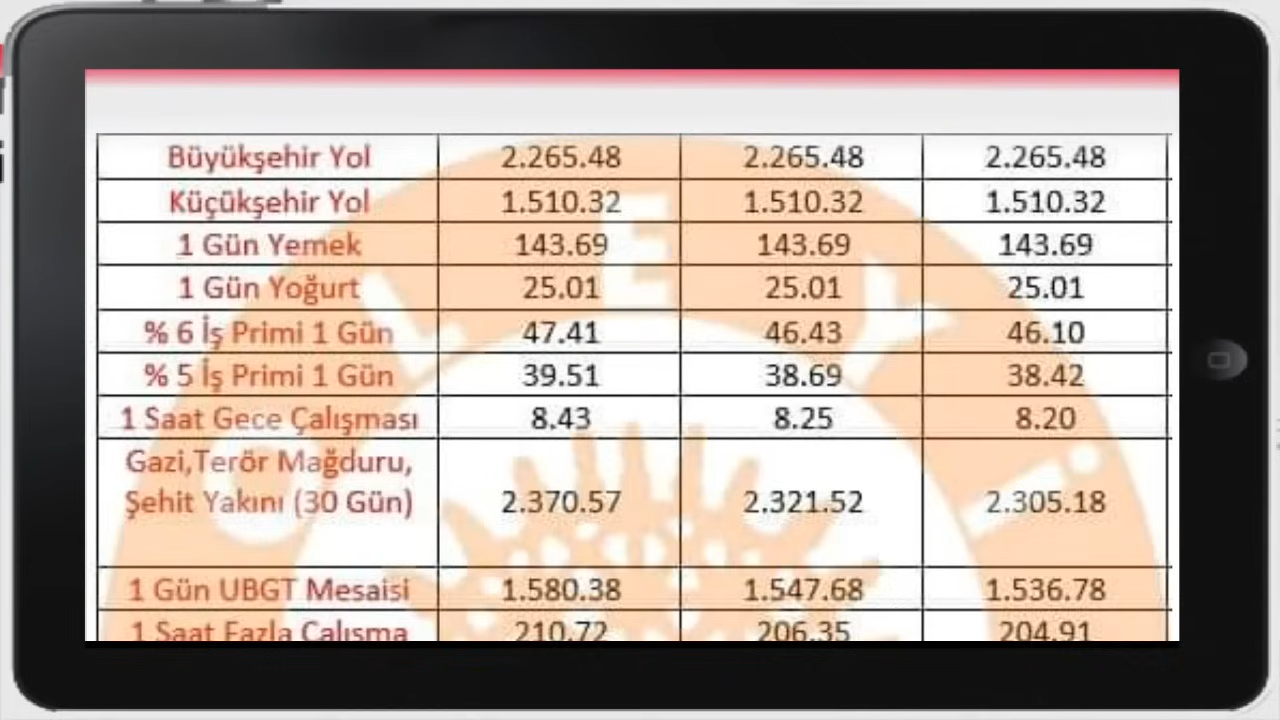 Büyükşehir Yol 2.265.48 2.265.48 2.265.48
Küçükşehir Yol 1.510.32 1.510.32 1.510.32
1 Gün Yemek 143.69 143.69 143.69
1 Gün Yoğurt 25.01 25.01 25.01
% 6 İş Primi 1 Gün 47.41 46.43 46.10
% 5 İş Primi 1 Gün 39.51 38.69 38.42
1 Saat Gece Çalışması 8.43 8.25 8.20
Gazi,Terör Mağduru,
Şehit Yakını (30 Gün) 2.370.57 2.321.52 2.305.18
1 Gün UBGT Mesaisi 1.580.38 1.547.68 1.536.78
1 Saat Fazla Çalışma 210.72 206.35 204.91
OLEY